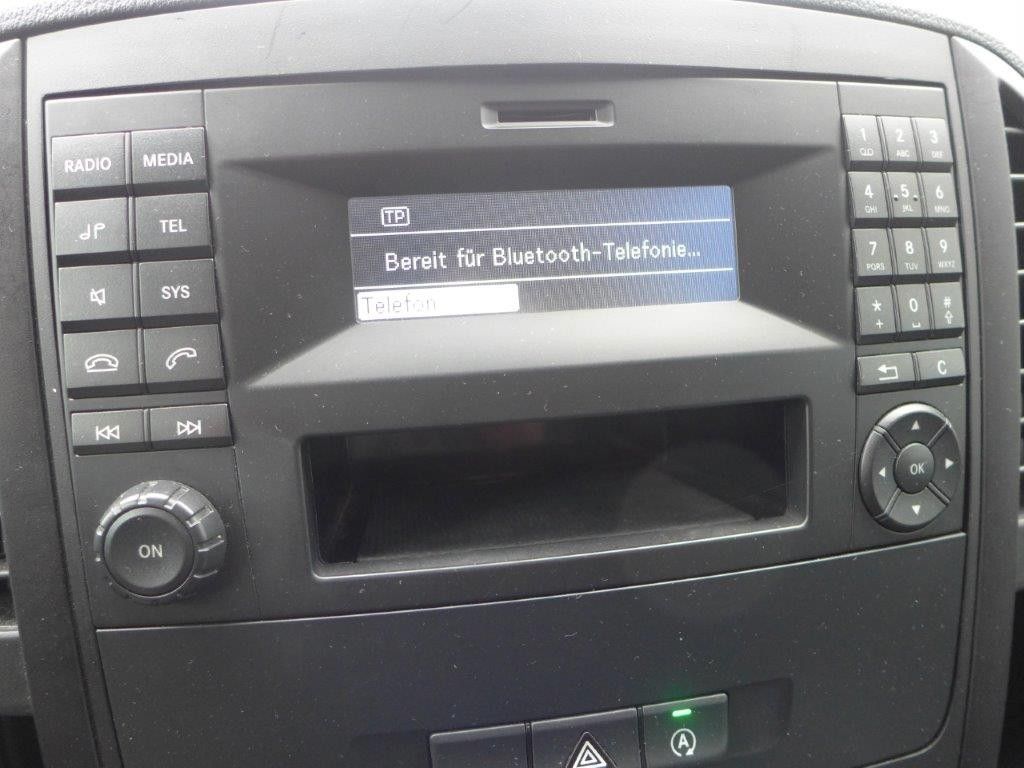 RADIO MEDIA
TEL
SYS
ON
TP
Bereit für Bluetooth-Telefonie...
Telefon
1 2 3
QO ABC DEF
4 .5. 6
GHI JKL MNO
7 8 9
PQRS TUV WXYZ
* 0 #
+
C
OK
A